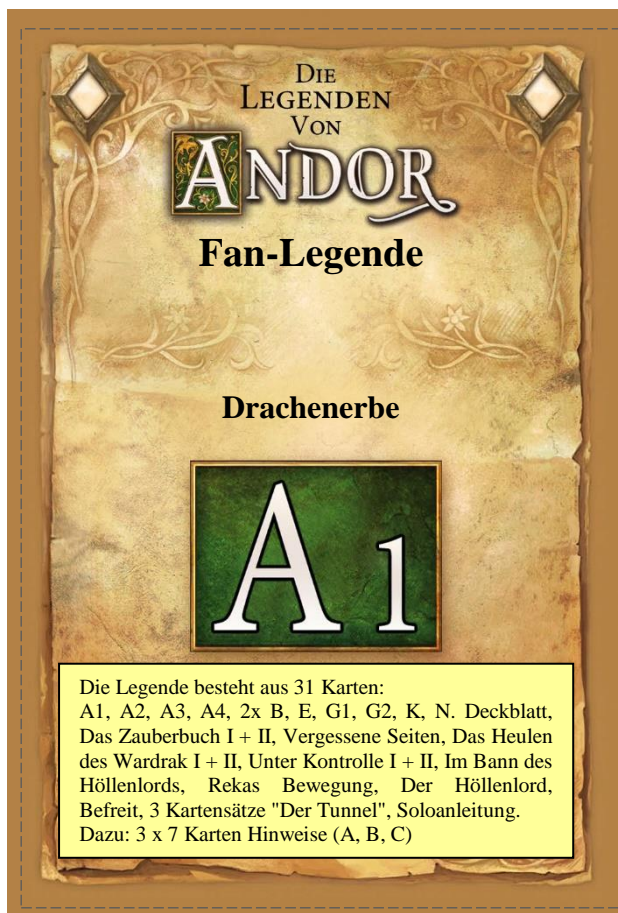 DIE
LEGENDEN
VON
ANDOR
Fan-Legende
Drachenerbe
A1
Die Legende besteht aus 31 Karten:
A1, A2, A3, A4, 2x B, E, G1, G2, K, N. Deckblatt,
Das Zauberbuch I + II, Vergessene Seiten, Das Heulen
des Wardrak I + II, Unter Kontrolle I + II, Im Bann des
Höllenlords, Rekas Bewegung, Der Höllenlord,
Befreit, 3 Kartensätze "Der Tunnel", Soloanleitung.
Dazu: 3 x 7 Karten Hinweise (A, B, C)